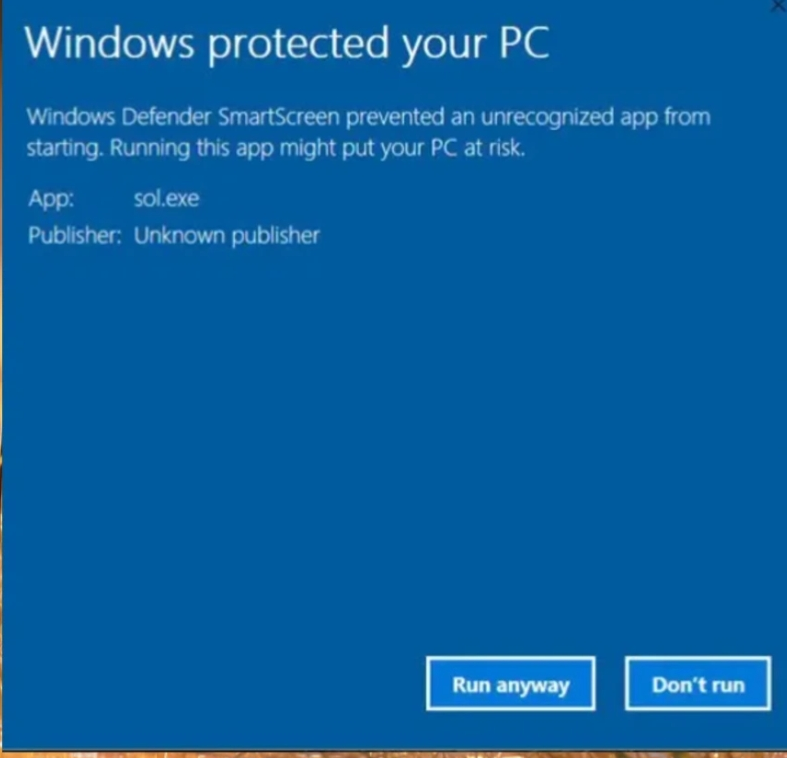 Windows protected your PC
Windows Defender SmartScreen prevented an unrecognized app from
starting. Running this app might put your PC at risk.
App: sol.exe
Publisher: Unknown publisher
Run anyway Don't run